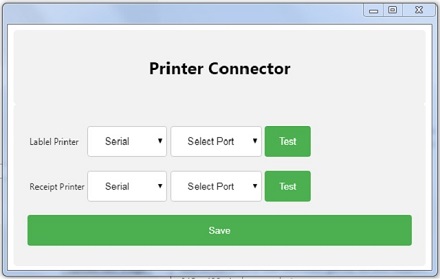 Printer Connector
Lablel Printer Serial Select Port Test
Receipt Printer Serial Select Port Test
Save